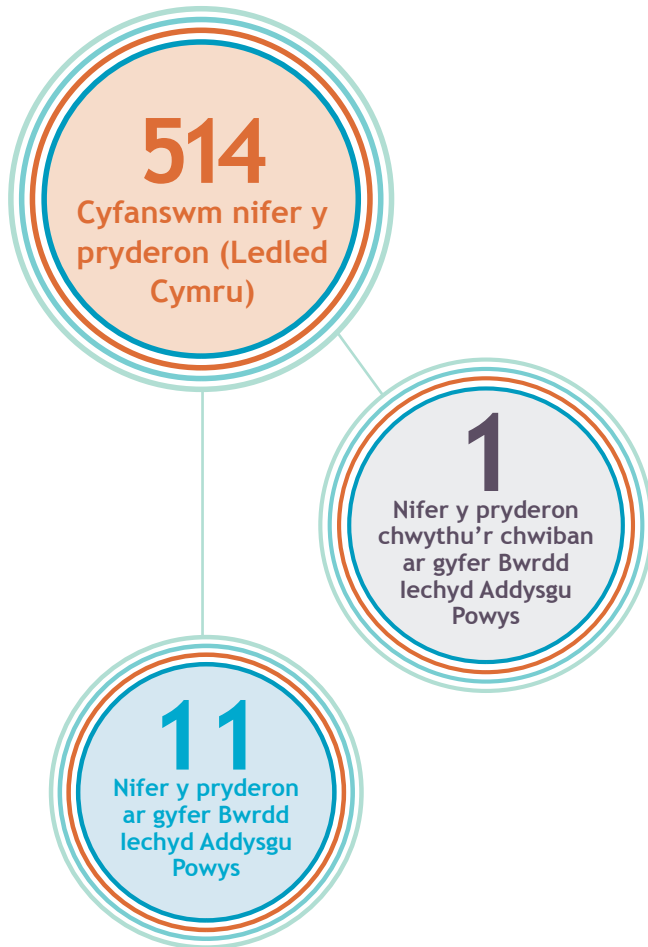 514
Cyfanswm nifer y
pryderon (Ledled
Cymru)
1
Nifer y pryderon
chwythu’r chwiban
ar gyfer Bwrdd
Iechyd Addysgu
Powys
11
Nifer y pryderon
ar gyfer Bwrdd
Iechyd Addysgu
Powys